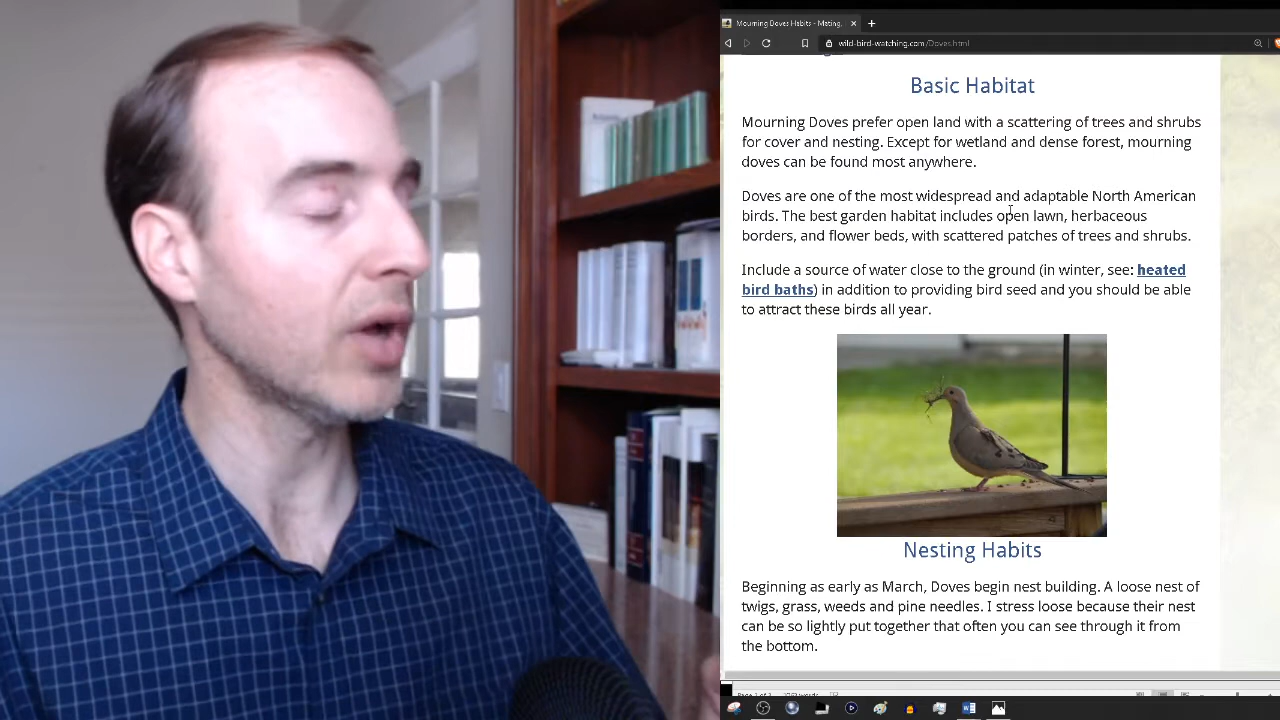 Mourning Doves Habits - Mating,
wild-bird-watching.com/Doves.html
Basic Habitat
Mourning Doves prefer open land with a scattering of trees and shrubs
for cover and nesting. Except for wetland and dense forest, mourning
doves can be found most anywhere.
Doves are one of the most widespread and adaptable North American
birds. The best garden habitat includes open lawn, herbaceous
borders, and flower beds, with scattered patches of trees and shrubs.
Include a source of water close to the ground (in winter, see: heated
bird baths) in addition to providing bird seed and you should be able
to attract these birds all year.
Nesting Habits
Beginning as early as March, Doves begin nest building. A loose nest of
twigs, grass, weeds and pine needles. I stress loose because their nest
can be so lightly put together that often you can see through it from
the bottom.